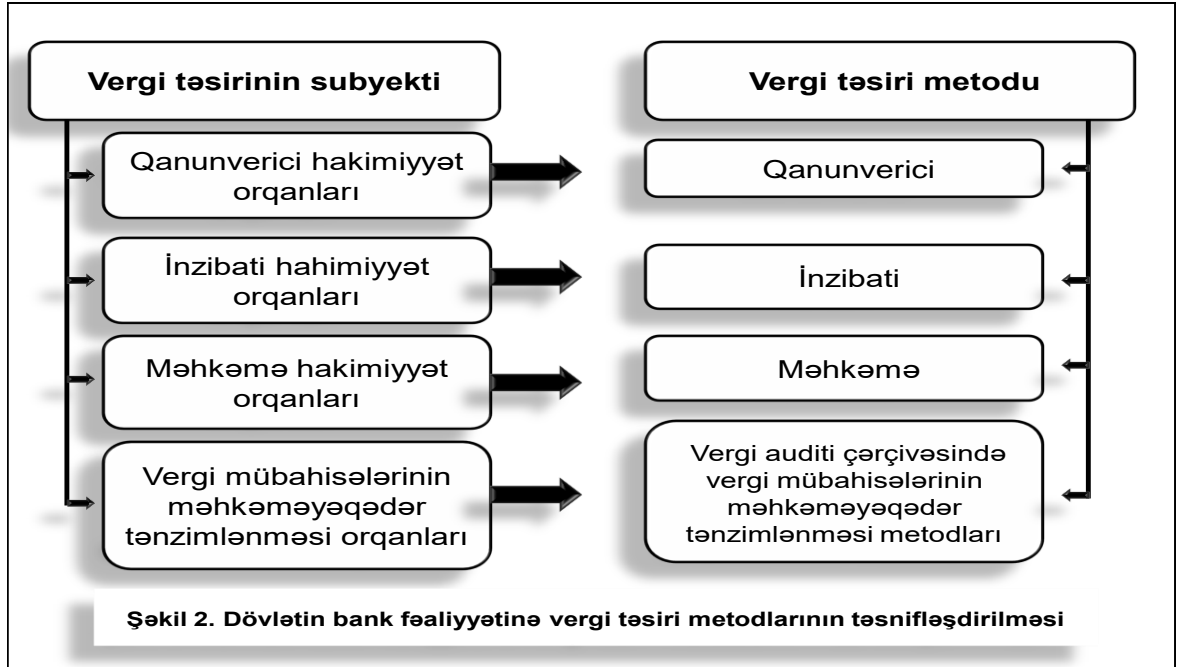 Vergi təsirinin subyekti
Vergi təsiri metodu
Qanunverici hakimiyyət
orqanları
Qanunverici
İnzibati hahimiyyət
orqanları
İnzibati
Məhkəmə hakimiyyət
orqanları
Məhkəmə
Vergi mübahisələrinin
məhkəməyəqədər
tənzimlənməsi orqanları
Vergi auditi çərçivəsində
vergi mübahisələrinin
məhkəməyəqədər
tənzimlənməsi metodları
Şəkil 2. Dövlətin bank fəaliyyətinə vergi təsiri metodlarının təsnifləşdirilməsi